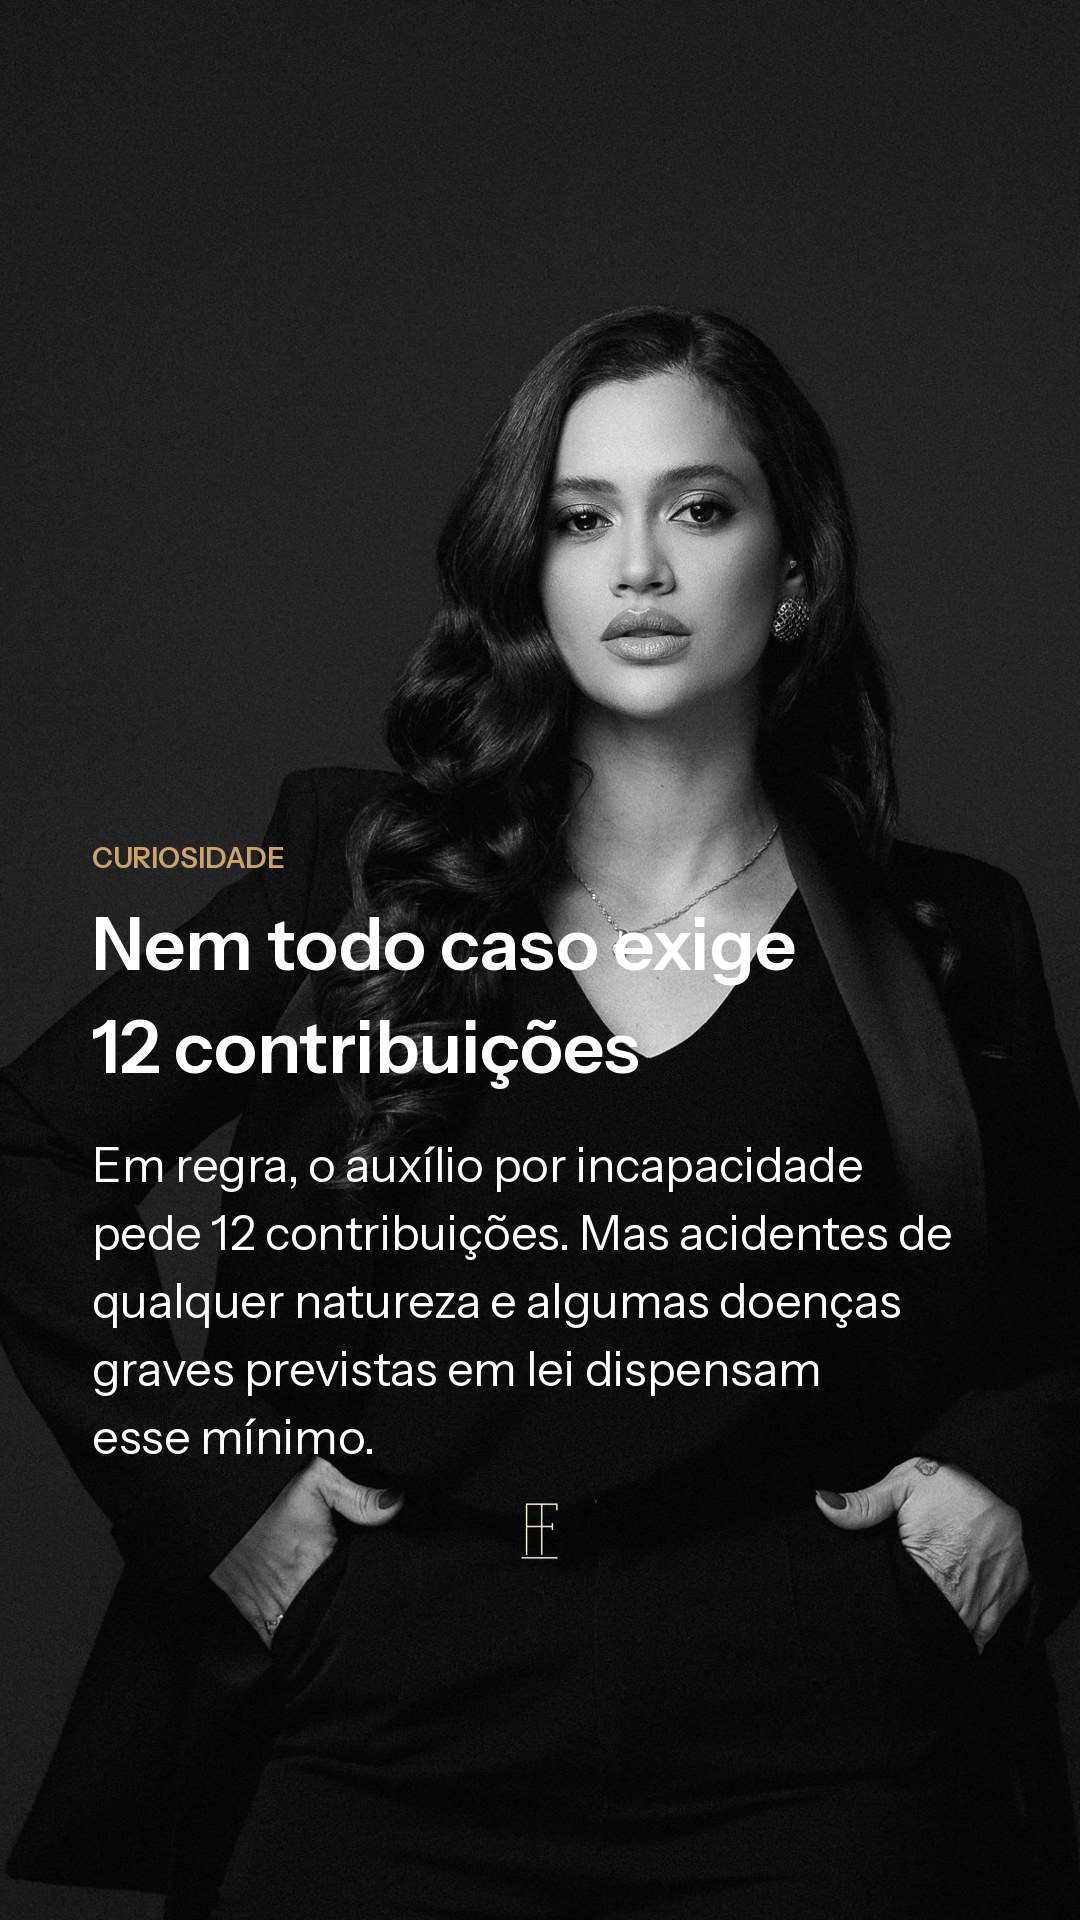 CURIOSIDADE
Nem todo caso exige
12 contribuições
Em regra, o auxílio por incapacidade
pede 12 contribuições. Mas acidentes de
qualquer natureza e algumas doenças
graves previstas em lei dispensam
esse mínimo.
FF